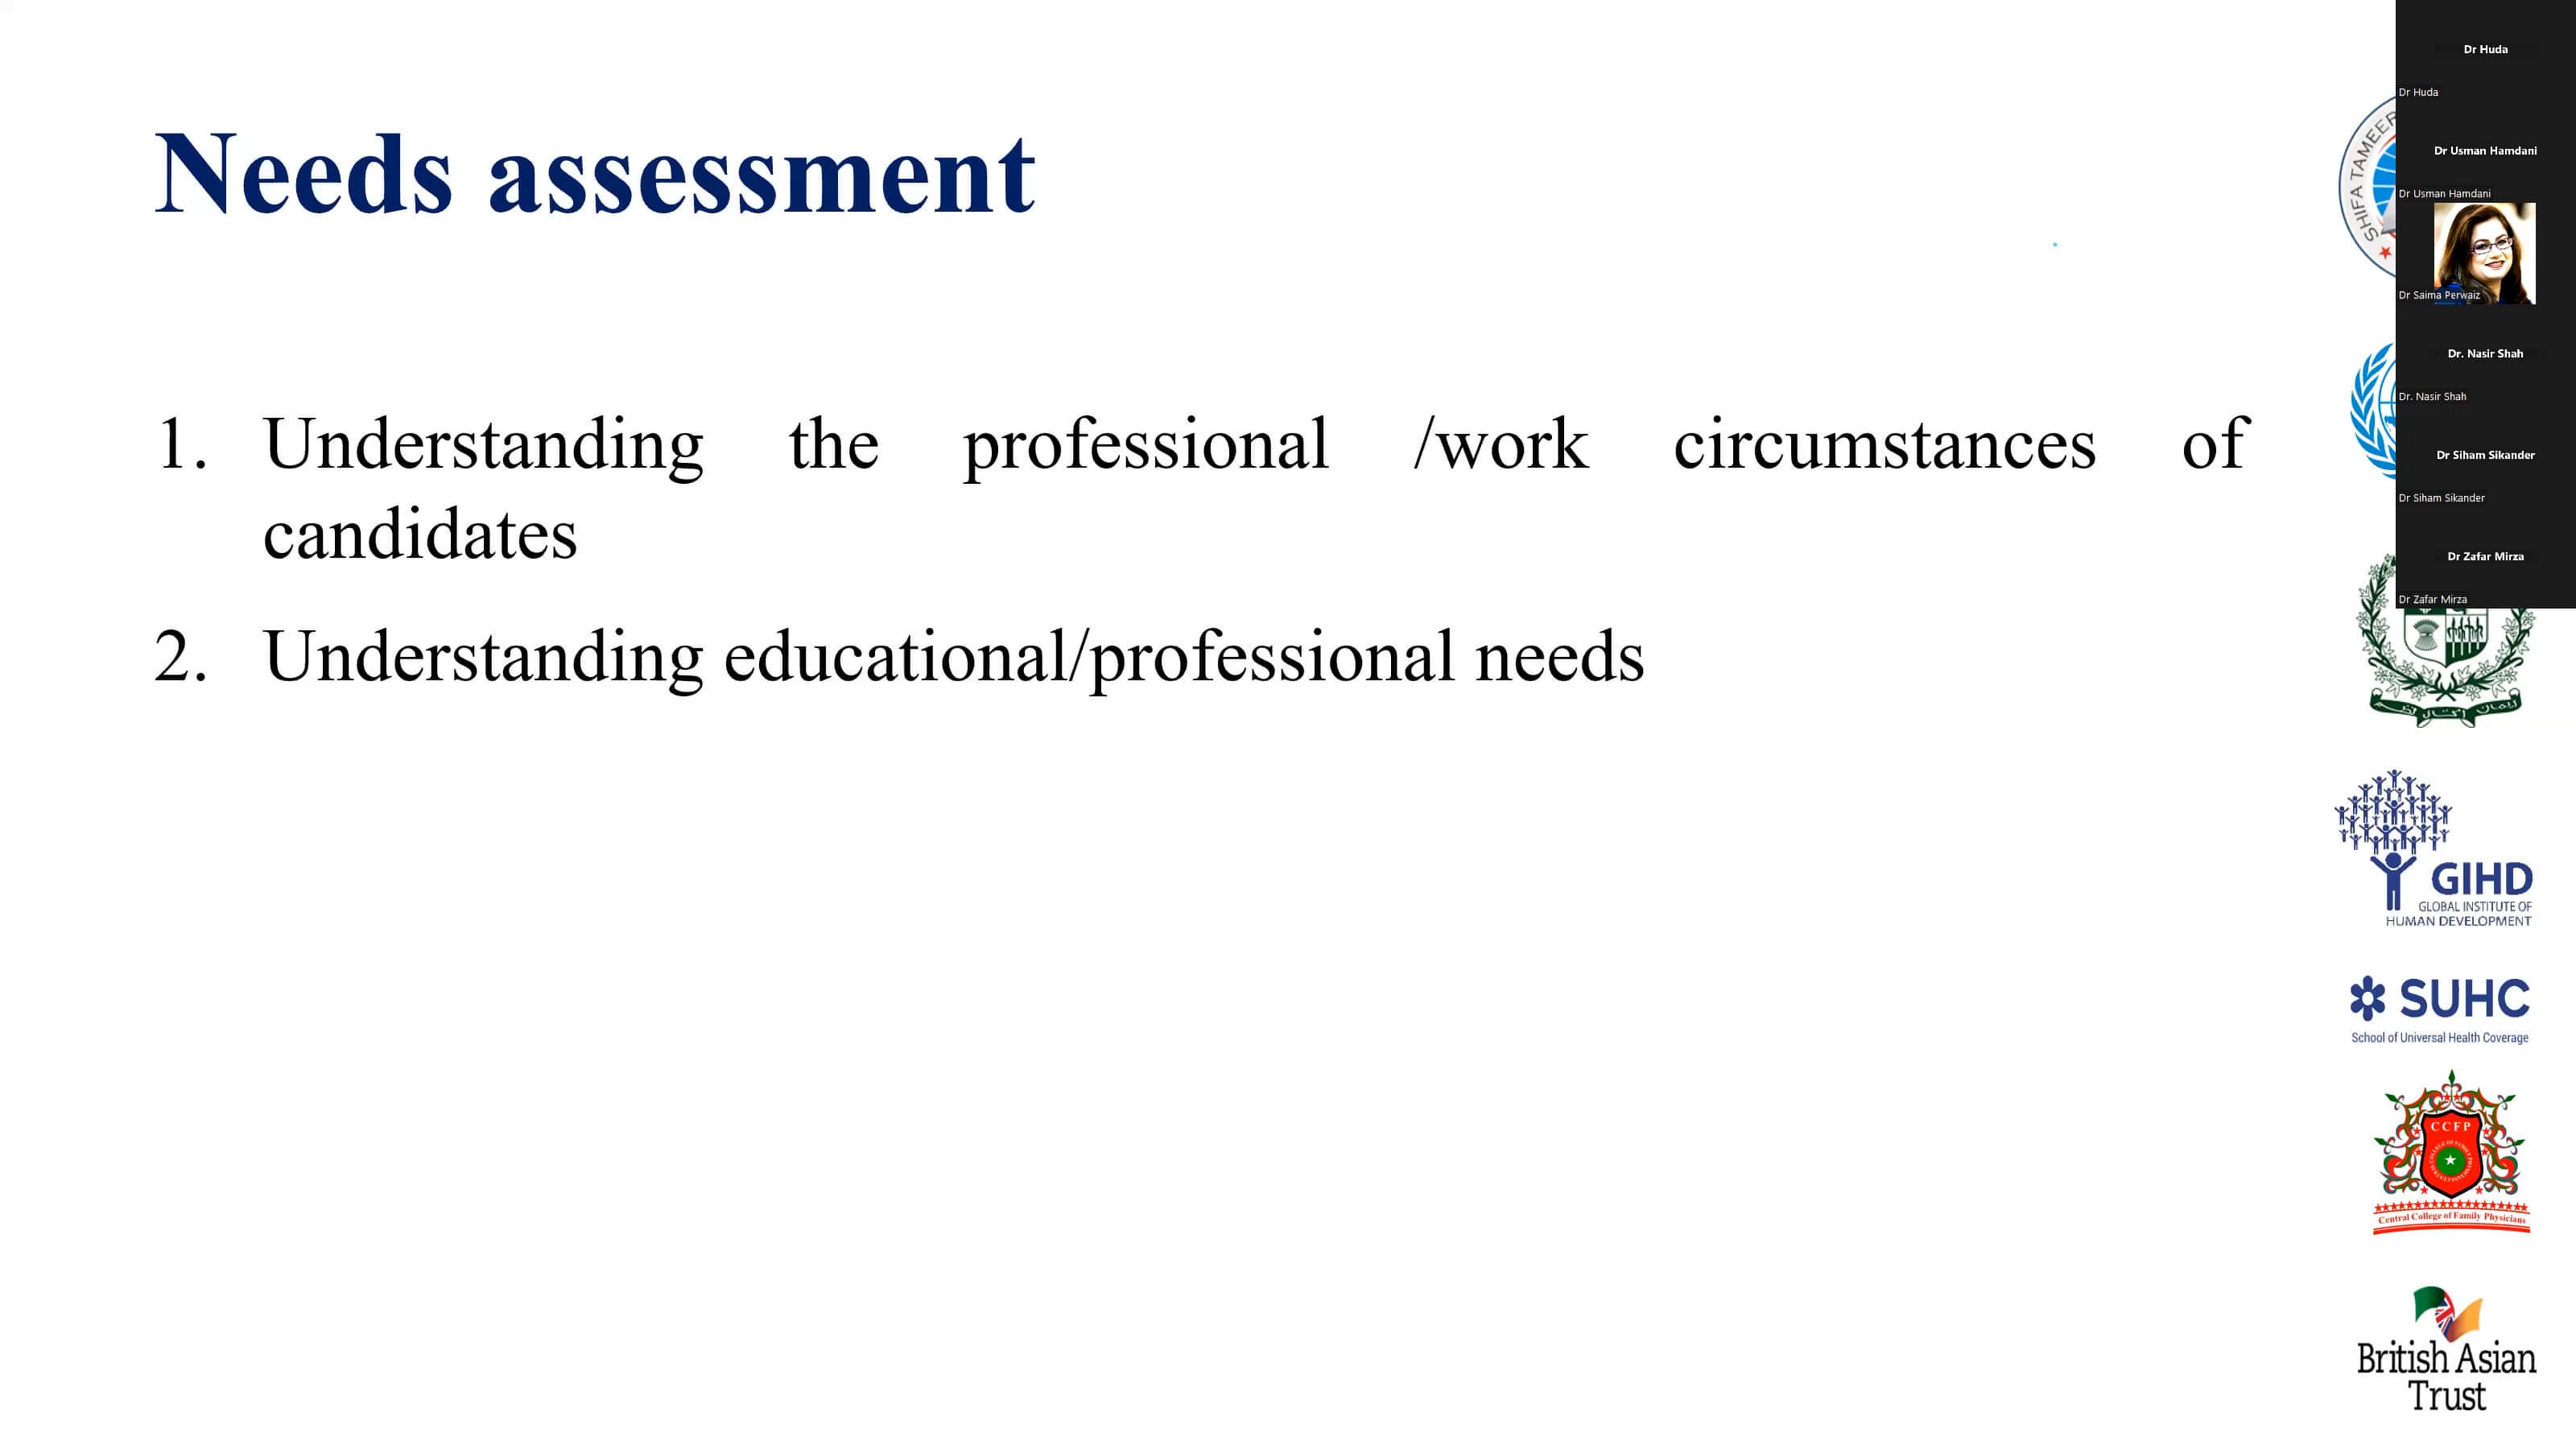 Needs assessment
1. Understanding the professional /work circumstances of
candidates
2. Understanding educational/professional needs
Dr Huda
Dr Huda
Dr Usman Hamdani
Dr Usman Hamdani
Dr Saima Perwaiz
Dr. Nasir Shah
Dr. Nasir Shah
Dr Siham Sikander
Dr Siham Sikander
Dr Zafar Mirza
Dr Zafar Mirza
SHIFA TAMEER
GIHD
GLOBAL INSTITUTE OF
HUMAN DEVELOPMENT
SUHC
School of Universal Health Coverage
CCFP
Central College of Family Physicians
British Asian
Trust